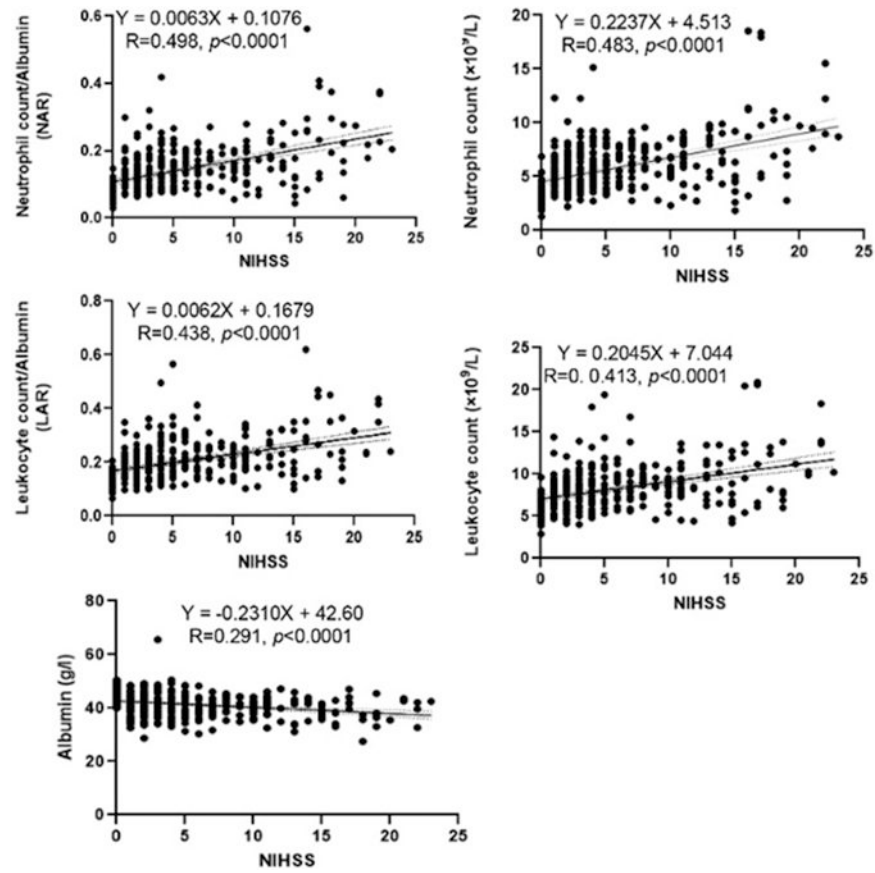 Y = 0.0063X + 0.1076
R=0.498, p<0.0001
Neutrophil count/Albumin
(NAR)
0.6
0.4
0.2
0.0
0 5 10 15 20 25
NIHSS
Y = 0.2237X + 4.513
R=0.483, p<0.0001
Neutrophil count (×10⁹/L)
20
15
10
5
0
0 5 10 15 20 25
NIHSS
Y = 0.0062X + 0.1679
R=0.438, p<0.0001
Leukocyte count/Albumin
(LAR)
0.8
0.6
0.4
0.2
0.0
0 5 10 15 20 25
NIHSS
Y = 0.2045X + 7.044
R=0. 0.413, p<0.0001
Leukocyte count (×10⁹/L)
25
20
15
10
5
0
0 5 10 15 20 25
NIHSS
Y = -0.2310X + 42.60
R=0.291, p<0.0001
Albumin (g/l)
80
60
40
20
0
0 5 10 15 20 25
NIHSS